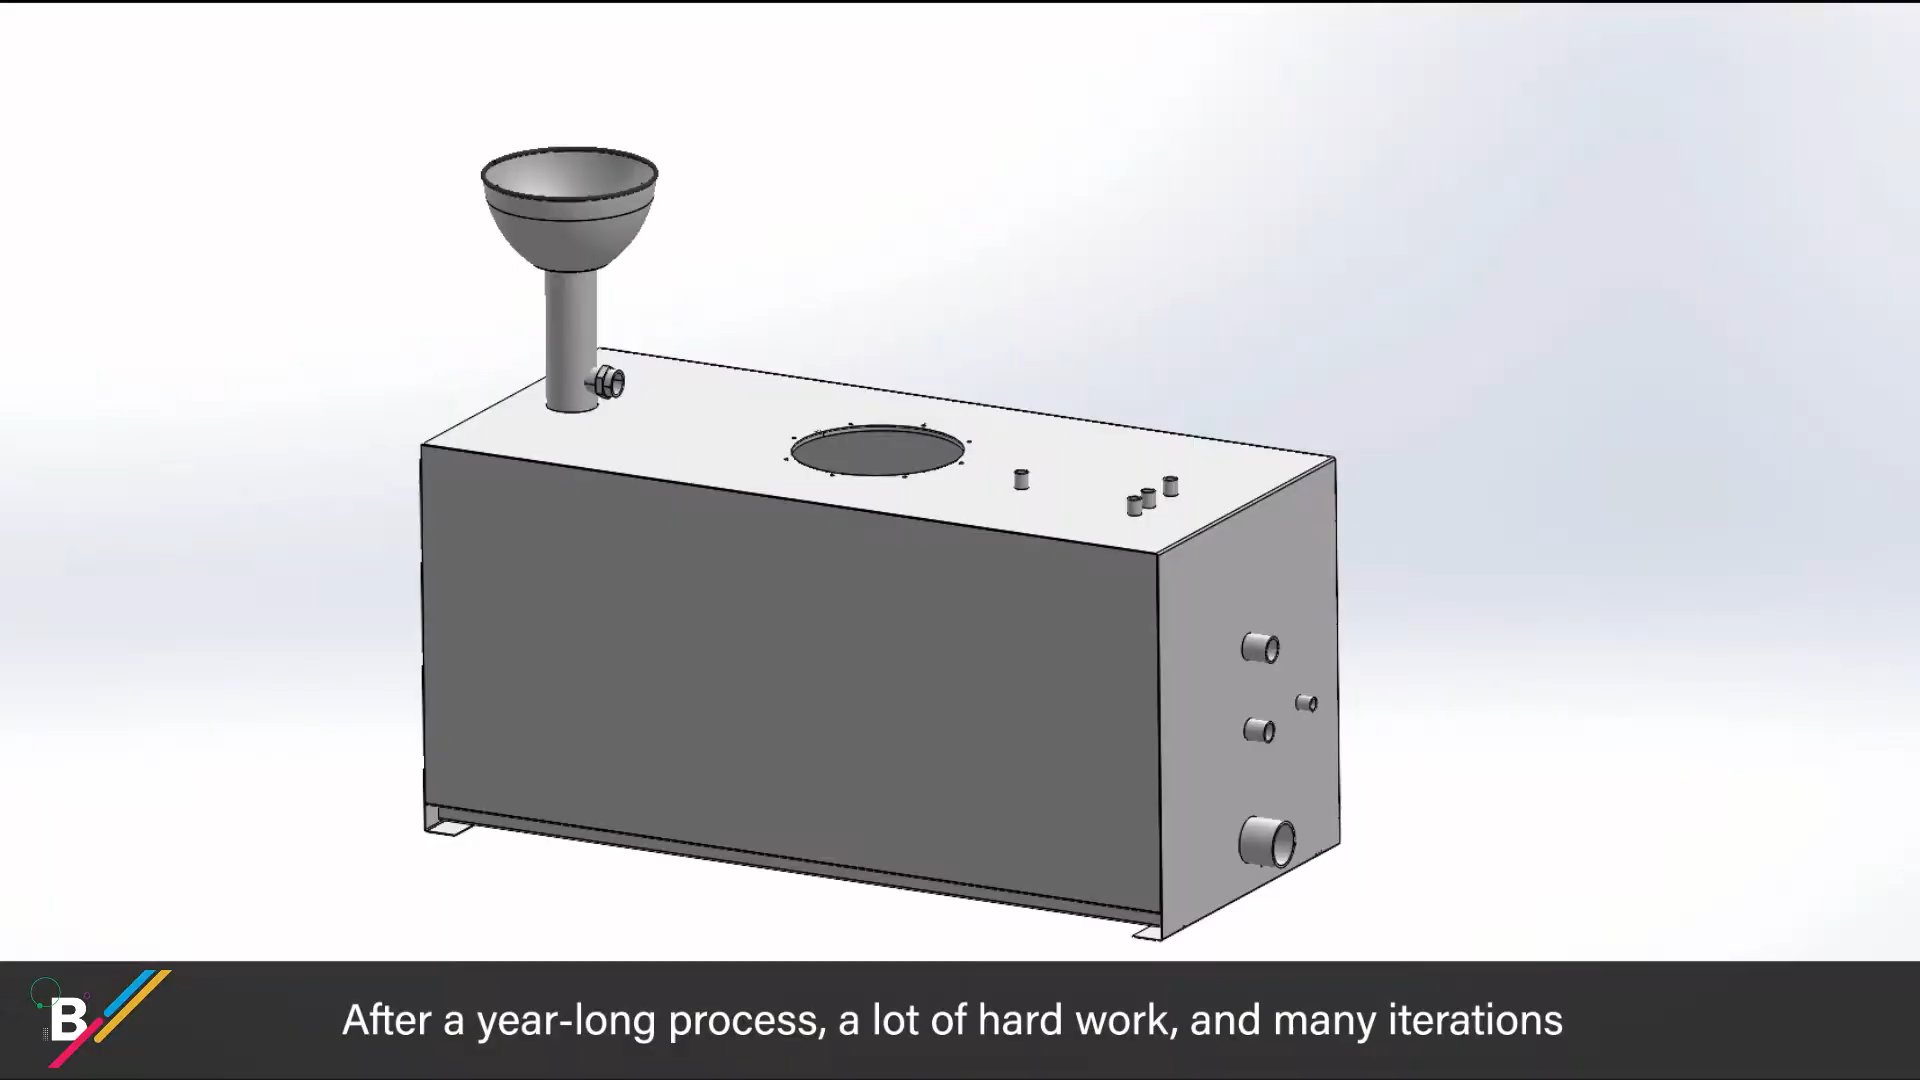 B
After a year-long process, a lot of hard work, and many iterations